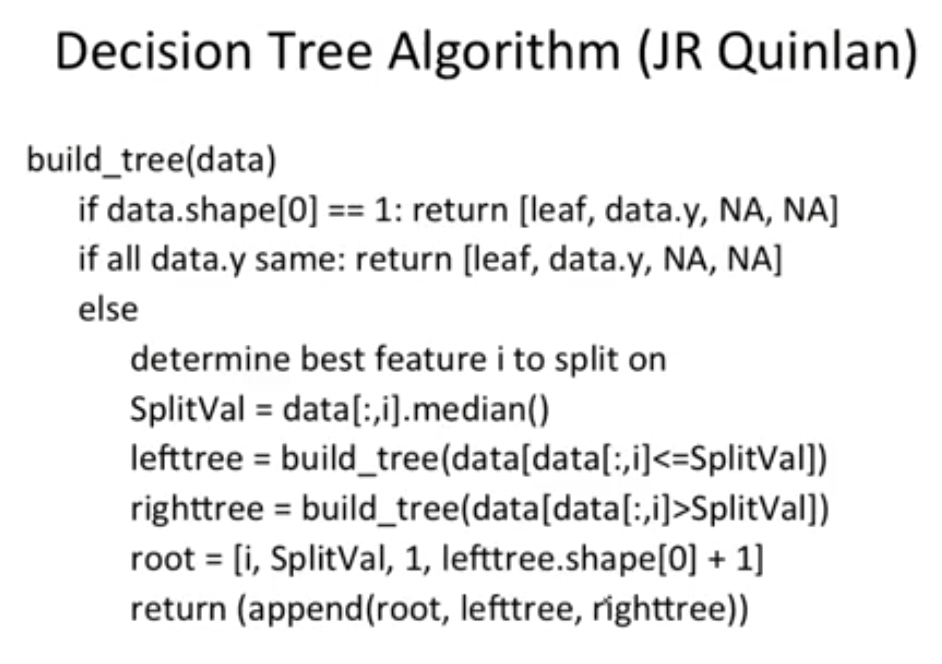 Decision Tree Algorithm (JR Quinlan)
build_tree(data)
if data.shape[0] == 1: return [leaf, data.y, NA, NA]
if all data.y same: return [leaf, data.y, NA, NA]
else
determine best feature i to split on
SplitVal = data[:,i].median()
lefttree = build_tree(data[data[:,i]<=SplitVal])
righttree = build_tree(data[data[:,i]>SplitVal])
root = [i, SplitVal, 1, lefttree.shape[0] + 1]
return (append(root, lefttree, righttree))